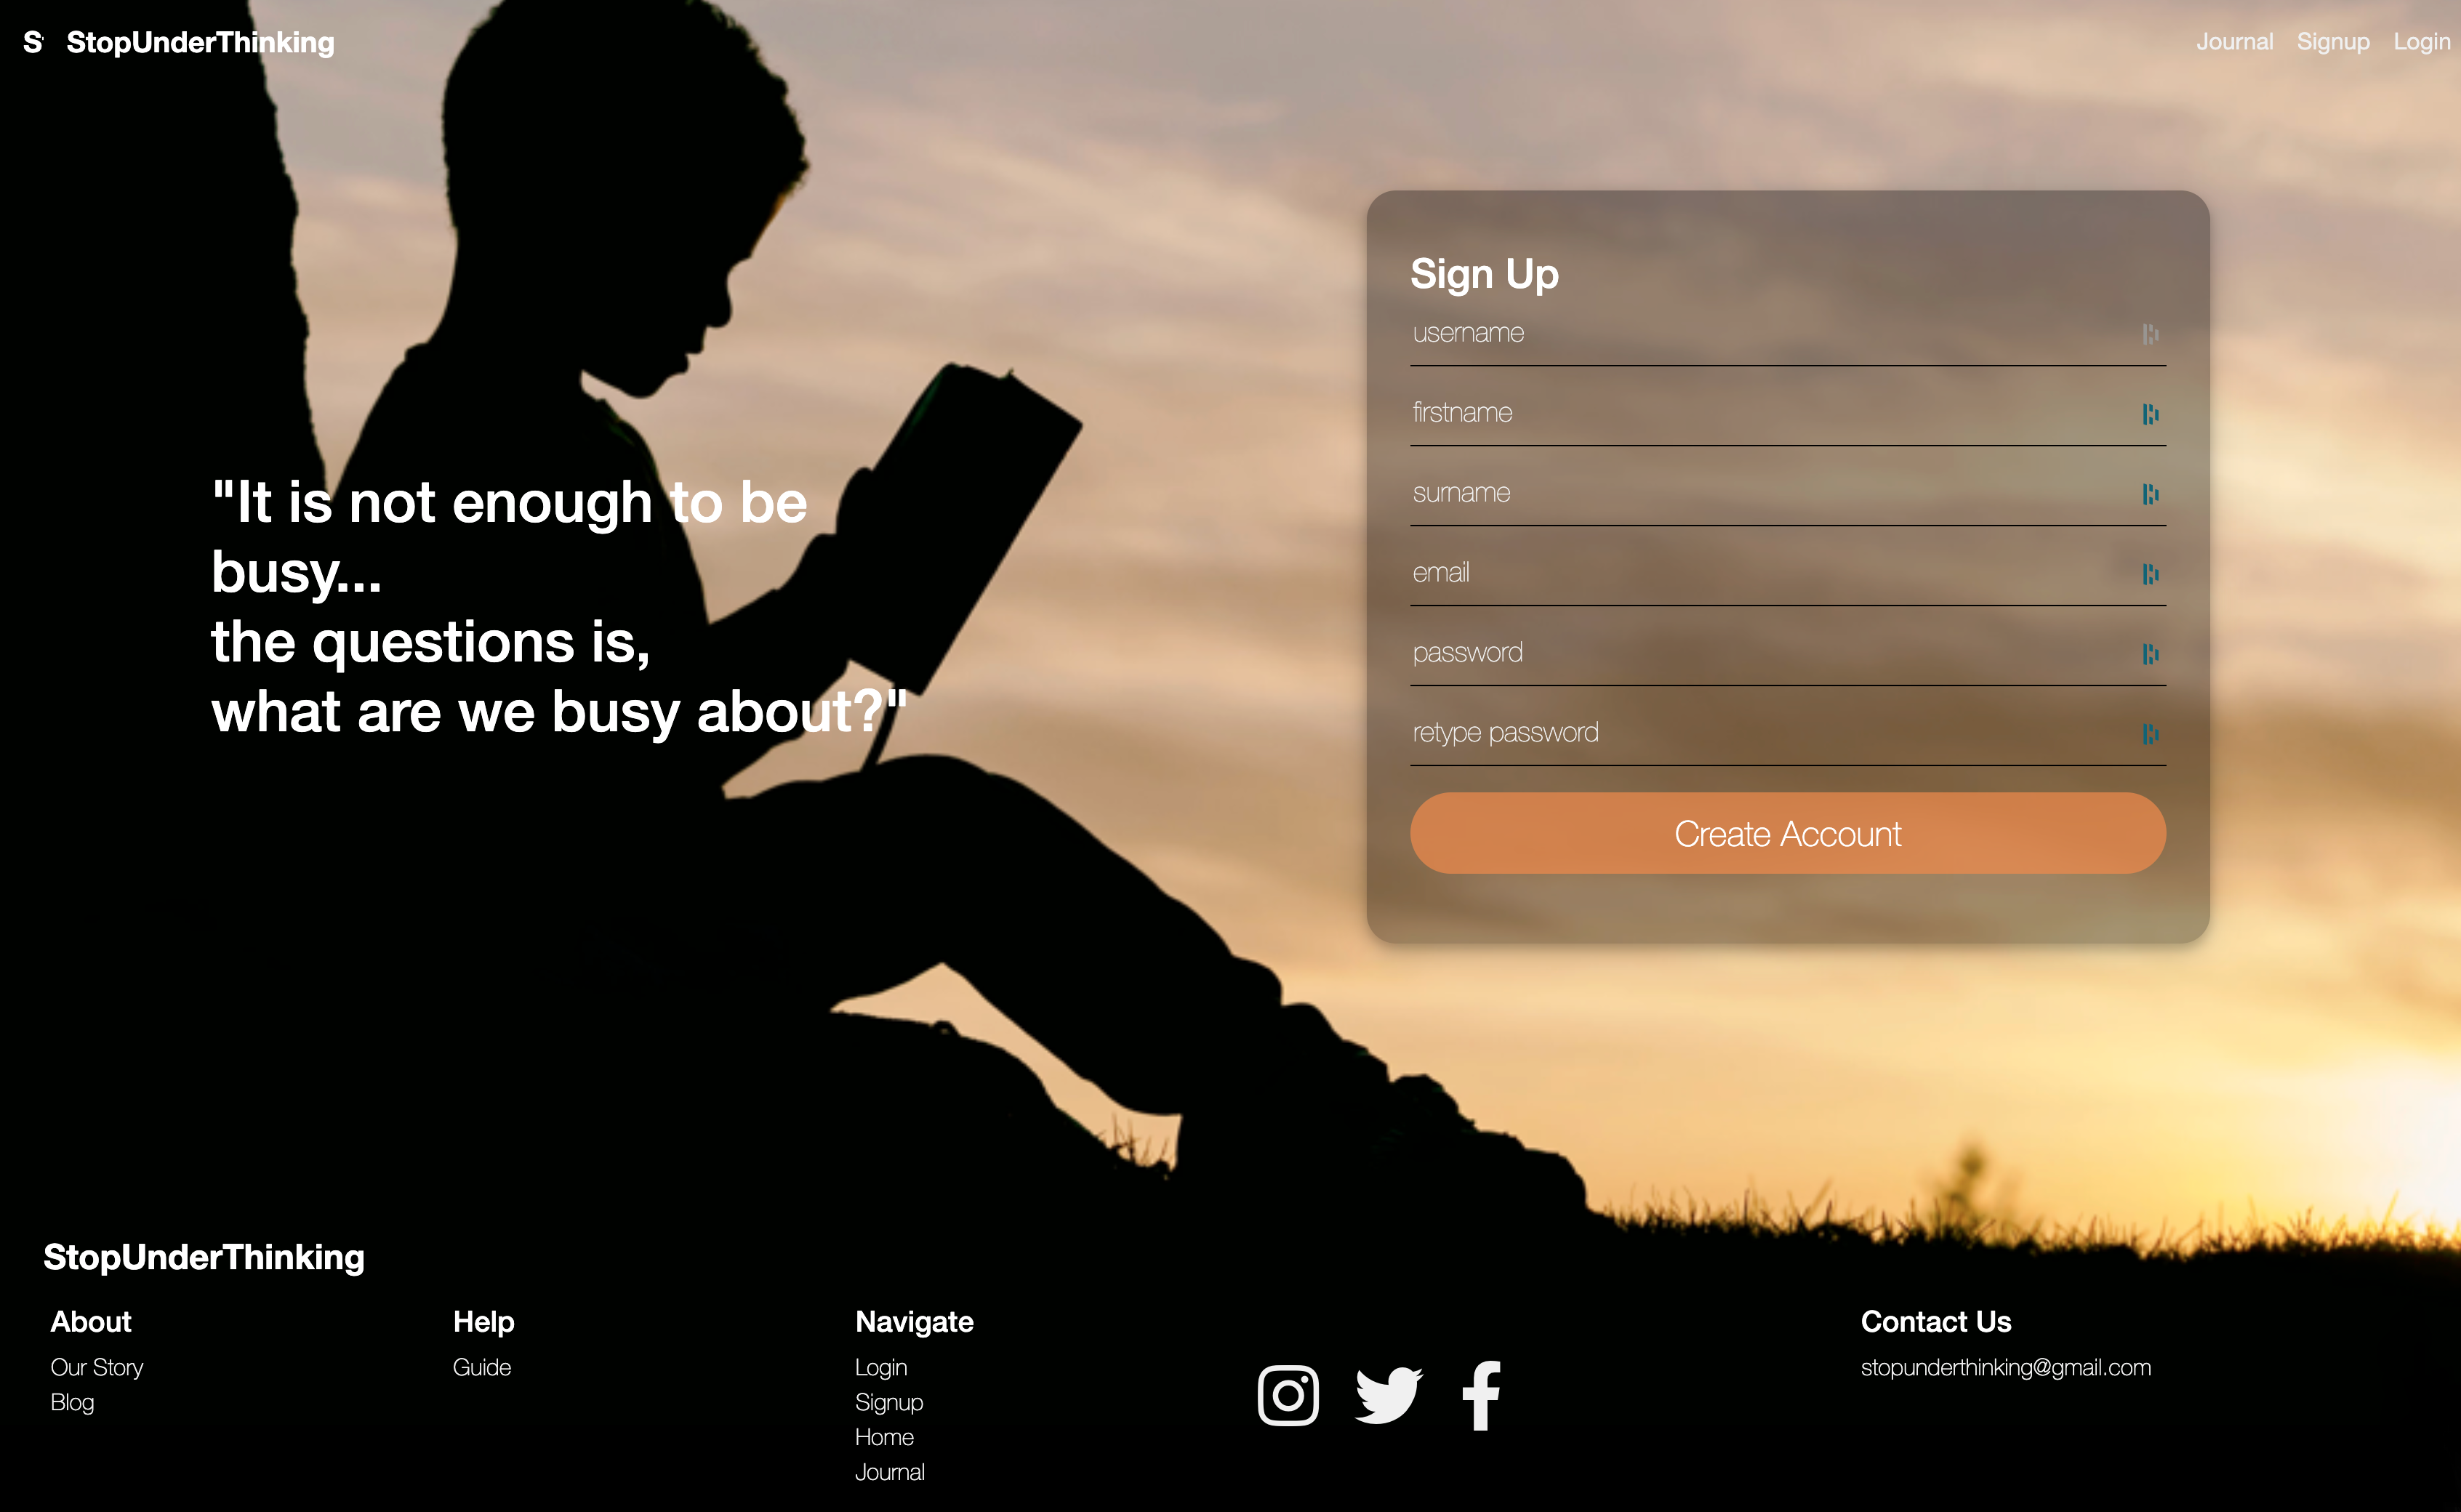 S StopUnderThinking
Journal Signup Login
"It is not enough to be
busy...
the questions is,
what are we busy about?"
Sign Up
username
firstname
surname
email
password
retype password
Create Account
StopUnderThinking
About
Our Story
Blog
Help
Guide
Navigate
Login
Signup
Home
Journal
Contact Us
stopunderthinking@gmail.com